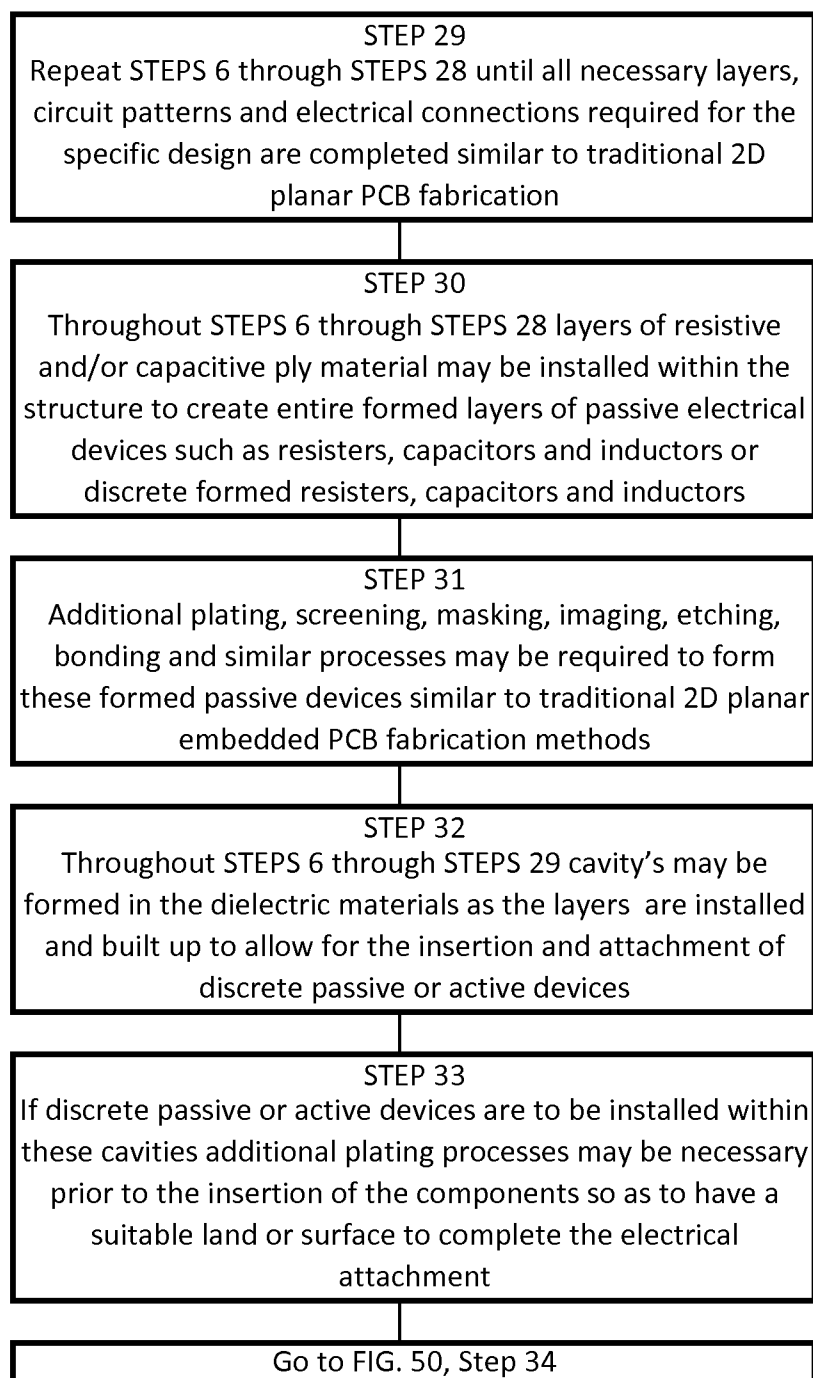 STEP 29
Repeat STEPS 6 through STEPS 28 until all necessary layers,
circuit patterns and electrical connections required for the
specific design are completed similar to traditional 2D
planar PCB fabrication
STEP 30
Throughout STEPS 6 through STEPS 28 layers of resistive
and/or capacitive ply material may be installed within the
structure to create entire formed layers of passive electrical
devices such as resisters, capacitors and inductors or
discrete formed resisters, capacitors and inductors
STEP 31
Additional plating, screening, masking, imaging, etching,
bonding and similar processes may be required to form
these formed passive devices similar to traditional 2D planar
embedded PCB fabrication methods
STEP 32
Throughout STEPS 6 through STEPS 29 cavity’s may be
formed in the dielectric materials as the layers  are installed
and built up to allow for the insertion and attachment of
discrete passive or active devices
STEP 33
If discrete passive or active devices are to be installed within
these cavities additional plating processes may be necessary
prior to the insertion of the components so as to have a
suitable land or surface to complete the electrical
attachment
Go to FIG. 50, Step 34